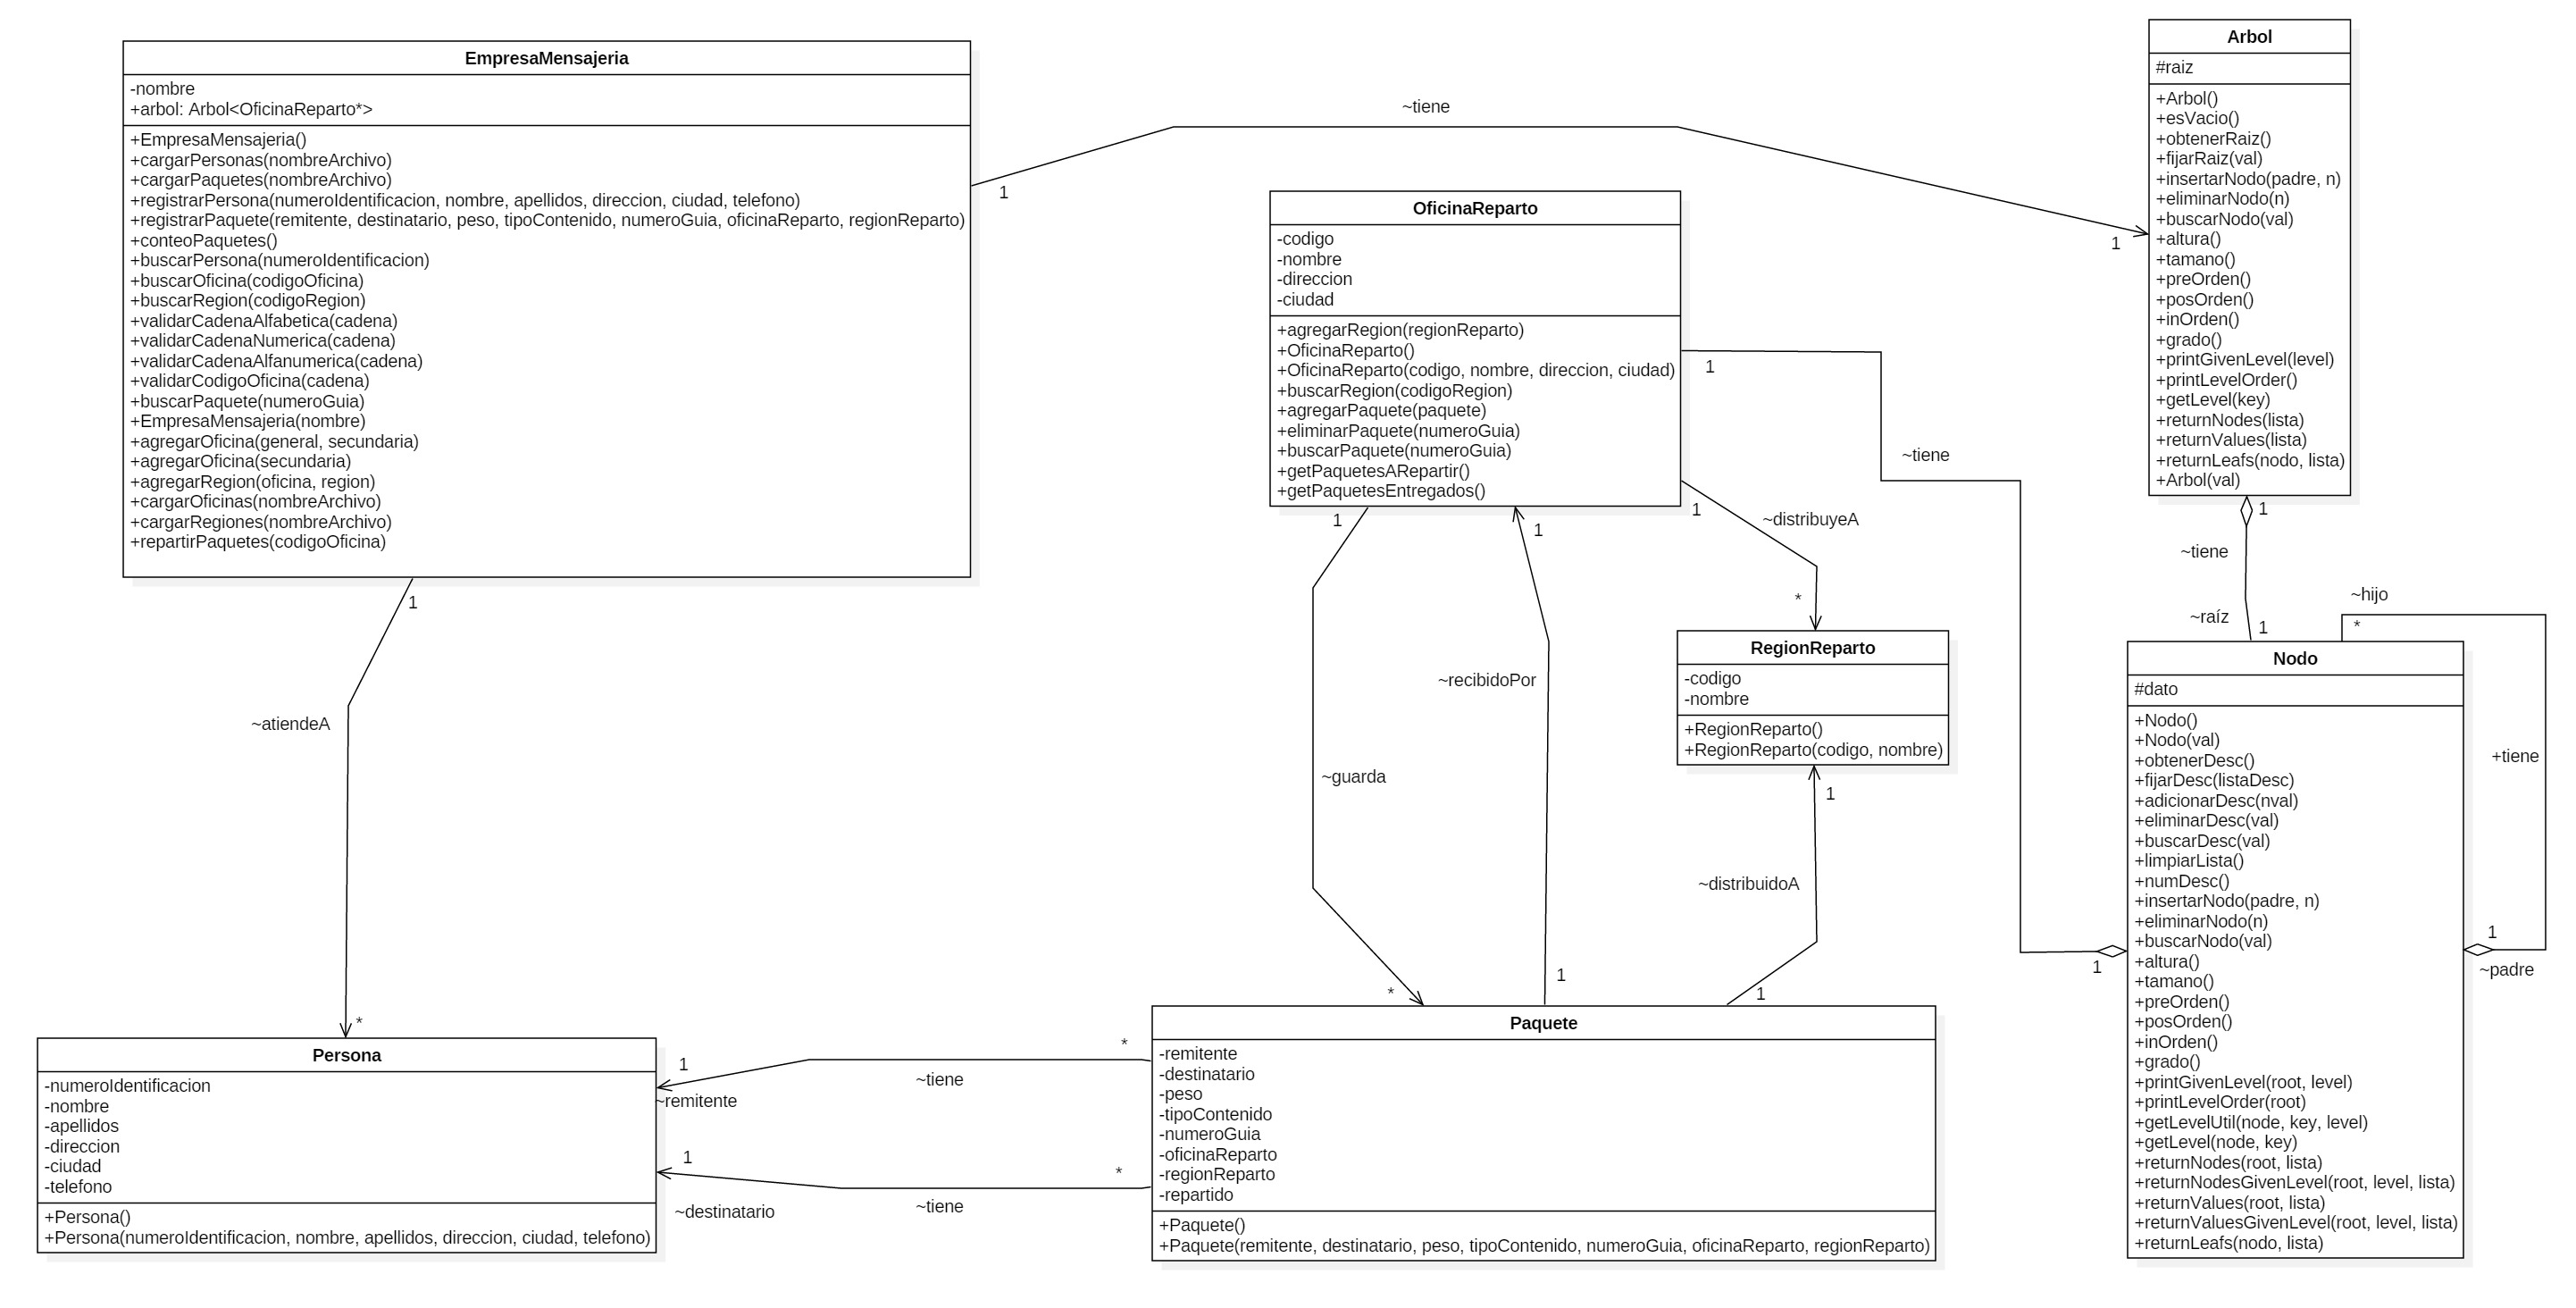 EmpresaMensajeria
-nombre
+arbol: Arbol<OficinaReparto*>
+EmpresaMensajeria()
+cargarPersonas(nombreArchivo)
+cargarPaquetes(nombreArchivo)
+registrarPersona(numeroIdentificacion, nombre, apellidos, direccion, ciudad, telefono)
+registrarPaquete(remitente, destinatario, peso, tipoContenido, numeroGuia, oficinaReparto, regionReparto)
+conteoPaquetes()
+buscarPersona(numeroIdentificacion)
+buscarOficina(codigoOficina)
+buscarRegion(codigoRegion)
+validarCadenaAlfabetica(cadena)
+validarCadenaNumerica(cadena)
+validarCadenaAlfanumerica(cadena)
+validarCodigoOficina(cadena)
+buscarPaquete(numeroGuia)
+EmpresaMensajeria(nombre)
+agregarOficina(general, secundaria)
+agregarOficina(secundaria)
+agregarRegion(oficina, region)
+cargarOficinas(nombreArchivo)
+cargarRegiones(nombreArchivo)
+repartirPaquetes(codigoOficina)
1
~tiene
1
Arbol
#raiz
+Arbol()
+esVacio()
+obtenerRaiz()
+fijarRaiz(val)
+insertarNodo(padre, n)
+eliminarNodo(n)
+buscarNodo(val)
+altura()
+tamano()
+preOrden()
+posOrden()
+inOrden()
+grado()
+printGivenLevel(level)
+printLevelOrder()
+getLevel(key)
+returnNodes(lista)
+returnValues(lista)
+returnLeafs(nodo, lista)
+Arbol(val)
OficinaReparto
-codigo
-nombre
-direccion
-ciudad
+agregarRegion(regionReparto)
+OficinaReparto()
+OficinaReparto(codigo, nombre, direccion, ciudad)
+buscarRegion(codigoRegion)
+agregarPaquete(paquete)
+eliminarPaquete(numeroGuia)
+buscarPaquete(numeroGuia)
+getPaquetesARepartir()
+getPaquetesEntregados()
1
~tiene
1
1
~distribuyeA
*
1
~guarda
*
1
~recibidoPor
1
1
~tiene
~raíz
1
~hijo
*
+tiene
1
~padre
RegionReparto
-codigo
-nombre
+RegionReparto()
+RegionReparto(codigo, nombre)
1
~distribuidoA
1
Nodo
#dato
+Nodo()
+Nodo(val)
+obtenerDesc()
+fijarDesc(listaDesc)
+adicionarDesc(nval)
+eliminarDesc(val)
+buscarDesc(val)
+limpiarLista()
+numDesc()
+insertarNodo(padre, n)
+eliminarNodo(n)
+buscarNodo(val)
+altura()
+tamano()
+preOrden()
+posOrden()
+inOrden()
+grado()
+printGivenLevel(root, level)
+printLevelOrder(root)
+getLevelUtil(node, key, level)
+getLevel(node, key)
+returnNodes(root, lista)
+returnNodesGivenLevel(root, level, lista)
+returnValues(root, lista)
+returnValuesGivenLevel(root, level, lista)
+returnLeafs(nodo, lista)
1
~atiendeA
*
Persona
-numeroIdentificacion
-nombre
-apellidos
-direccion
-ciudad
-telefono
+Persona()
+Persona(numeroIdentificacion, nombre, apellidos, direccion, ciudad, telefono)
1
~remitente
~tiene
*
1
~destinatario
~tiene
*
Paquete
-remitente
-destinatario
-peso
-tipoContenido
-numeroGuia
-oficinaReparto
-regionReparto
-repartido
+Paquete()
+Paquete(remitente, destinatario, peso, tipoContenido, numeroGuia, oficinaReparto, regionReparto)